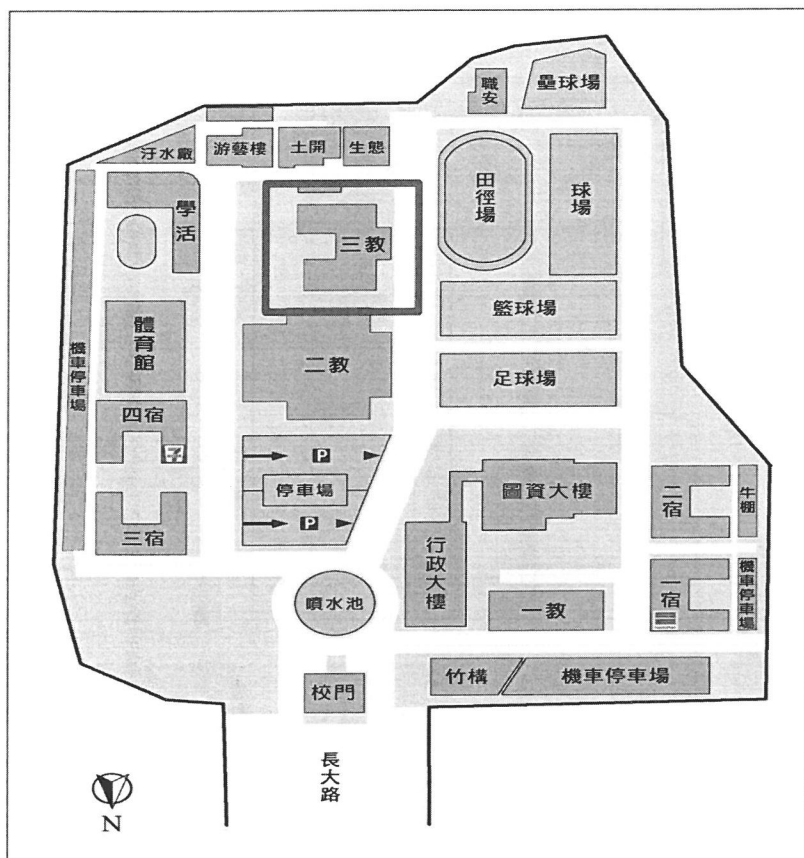 職安
壘球場
汙水廠
游藝樓
土開
生態
學活
田徑場
球場
三教
籃球場
體育館
二教
足球場
機車停車場
四宿
子
P
停車場
P
三宿
圖資大樓
二宿
牛棚
行政大樓
噴水池
一教
一宿
機車停車場
校門
竹構
機車停車場
長大路
N